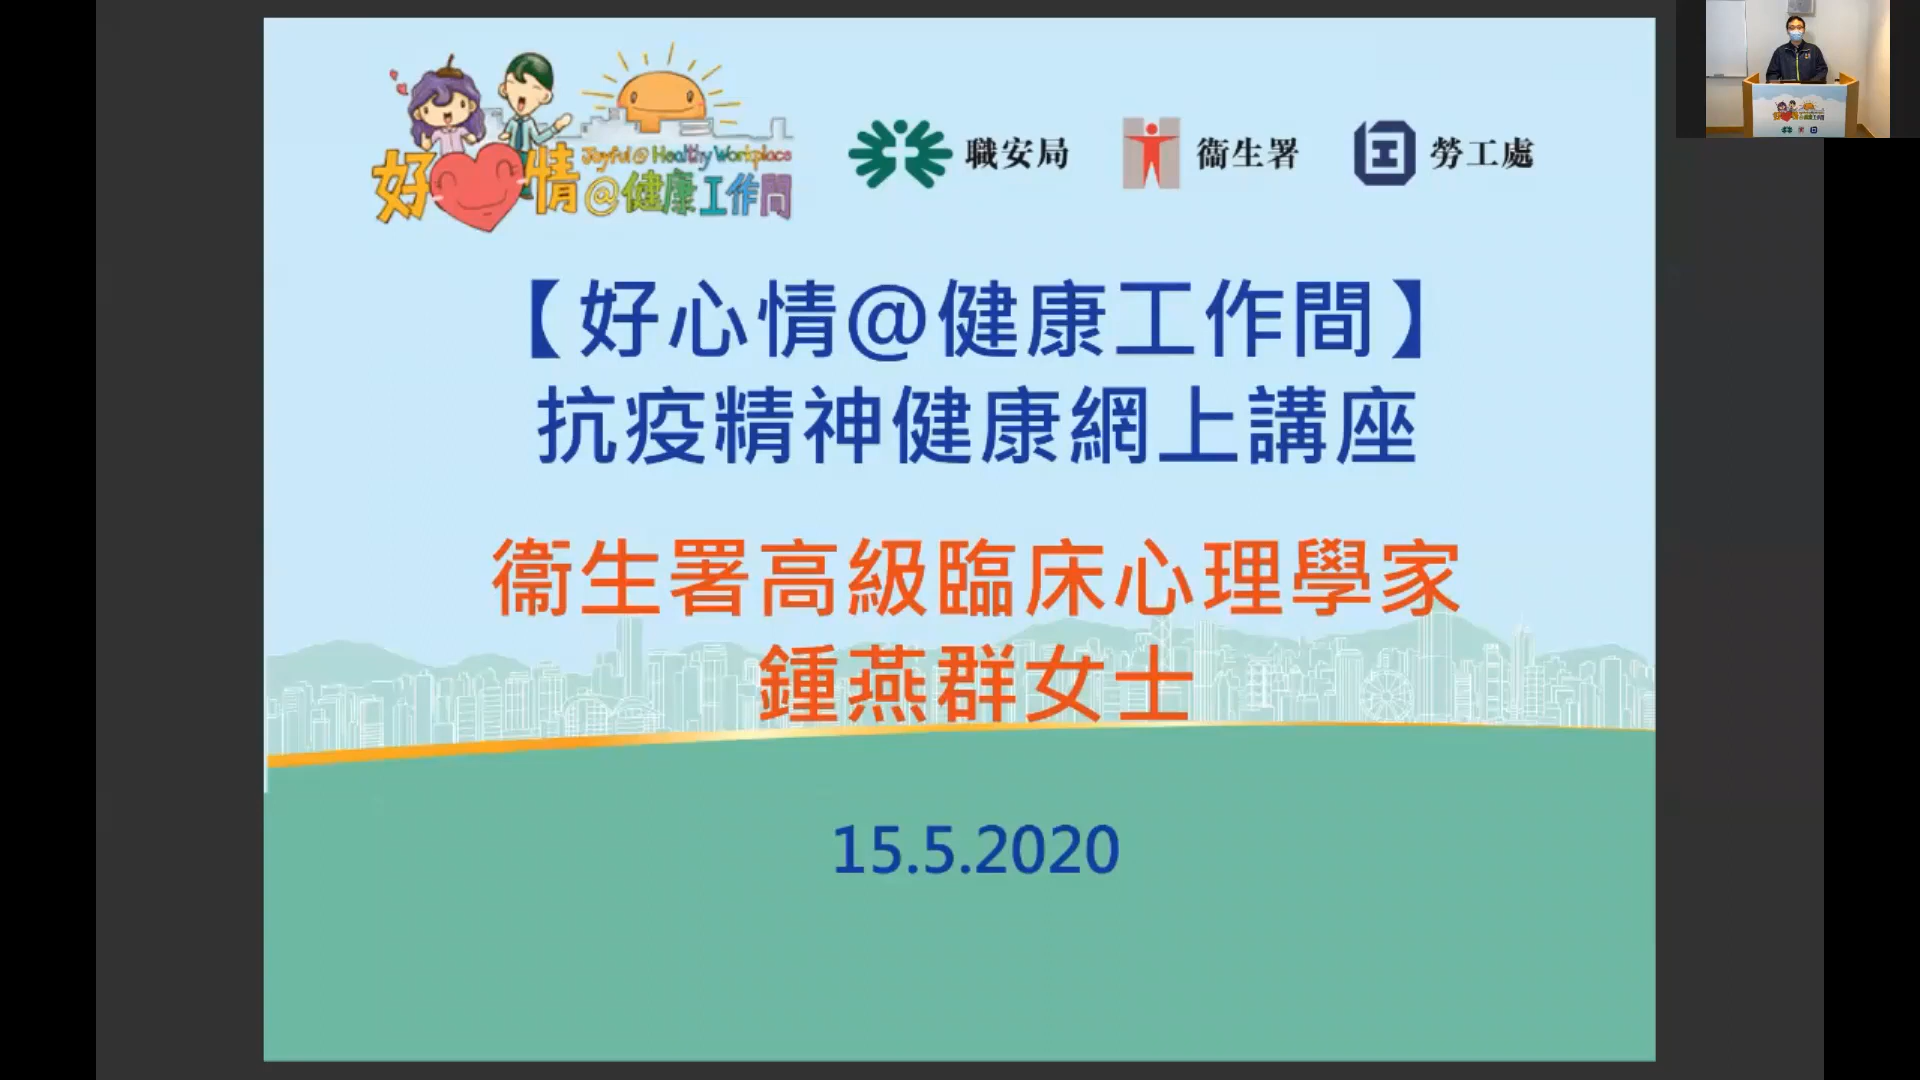 好心情
Joyful@Healthy Workplace
@健康工作間
職安局
衞生署
勞工處
【好心情@健康工作間】
抗疫精神健康網上講座
衞生署高級臨床心理學家
鍾燕群女士
15.5.2020